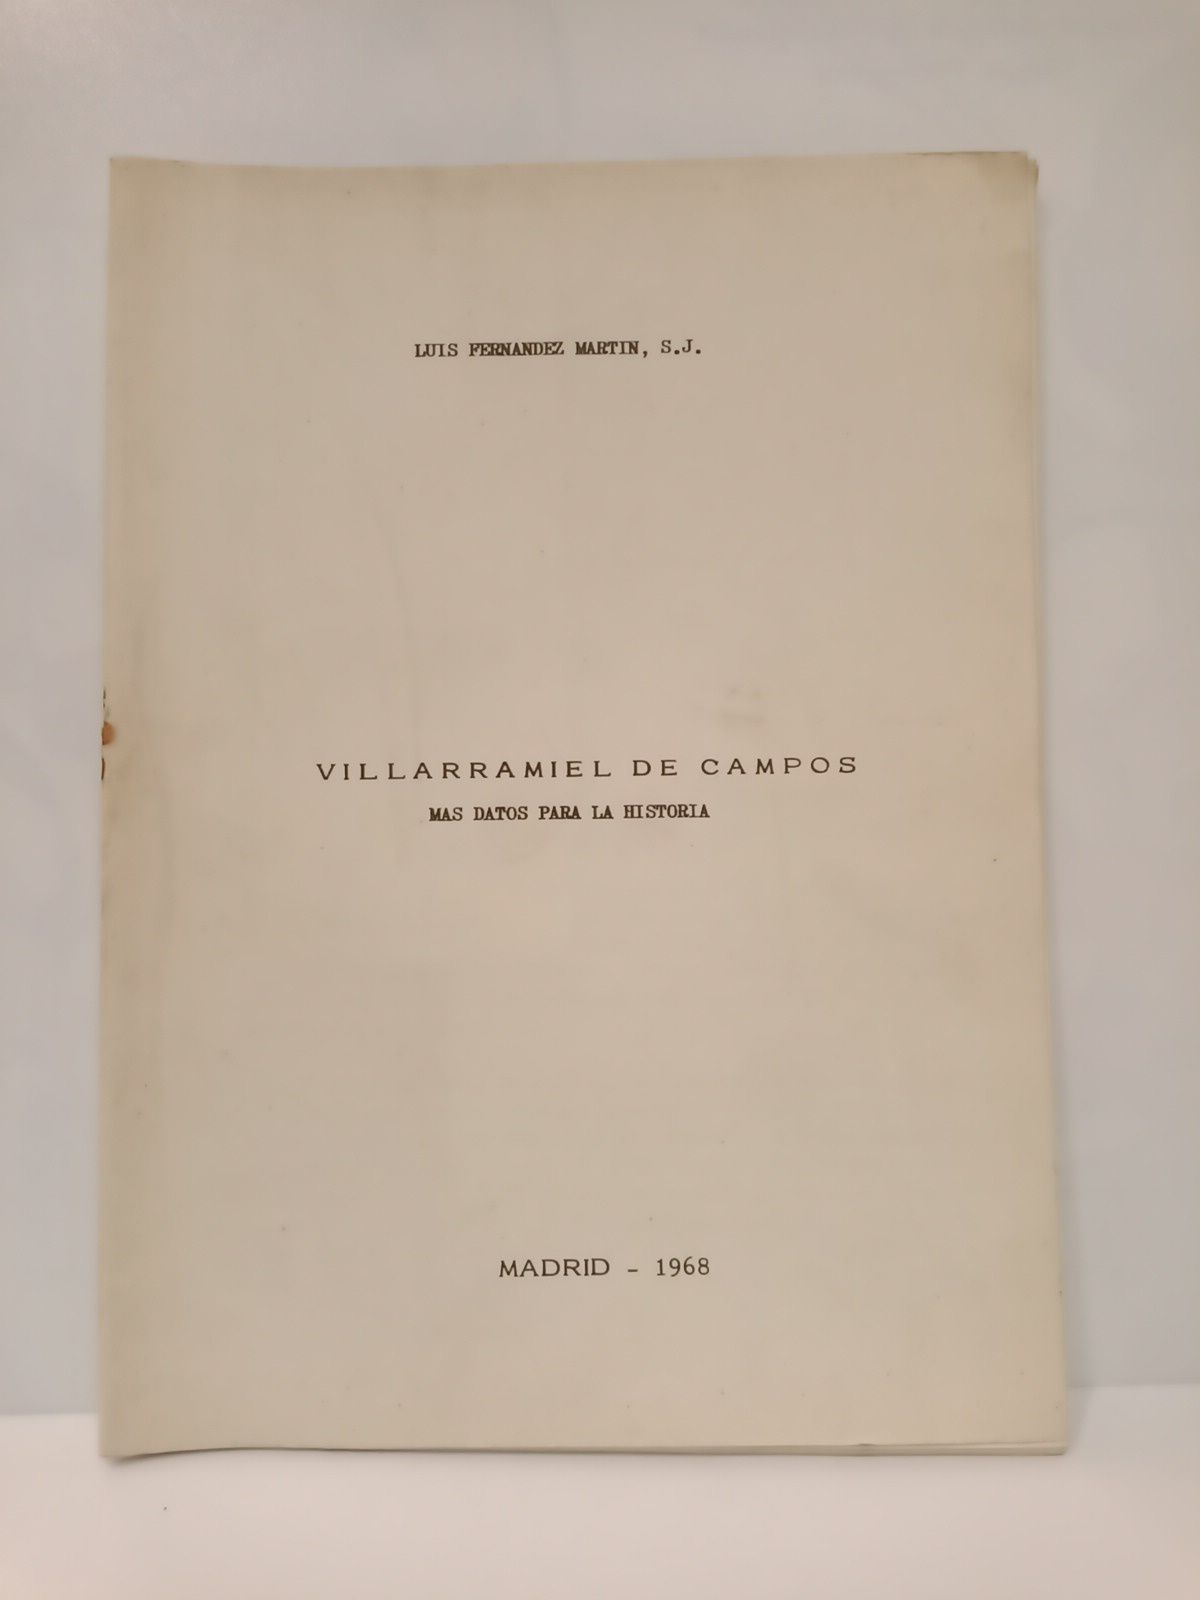 LUIS FERNANDEZ MARTIN, S.J.
VILLARRAMIEL DE CAMPOS
MAS DATOS PARA LA HISTORIA
MADRID - 1968